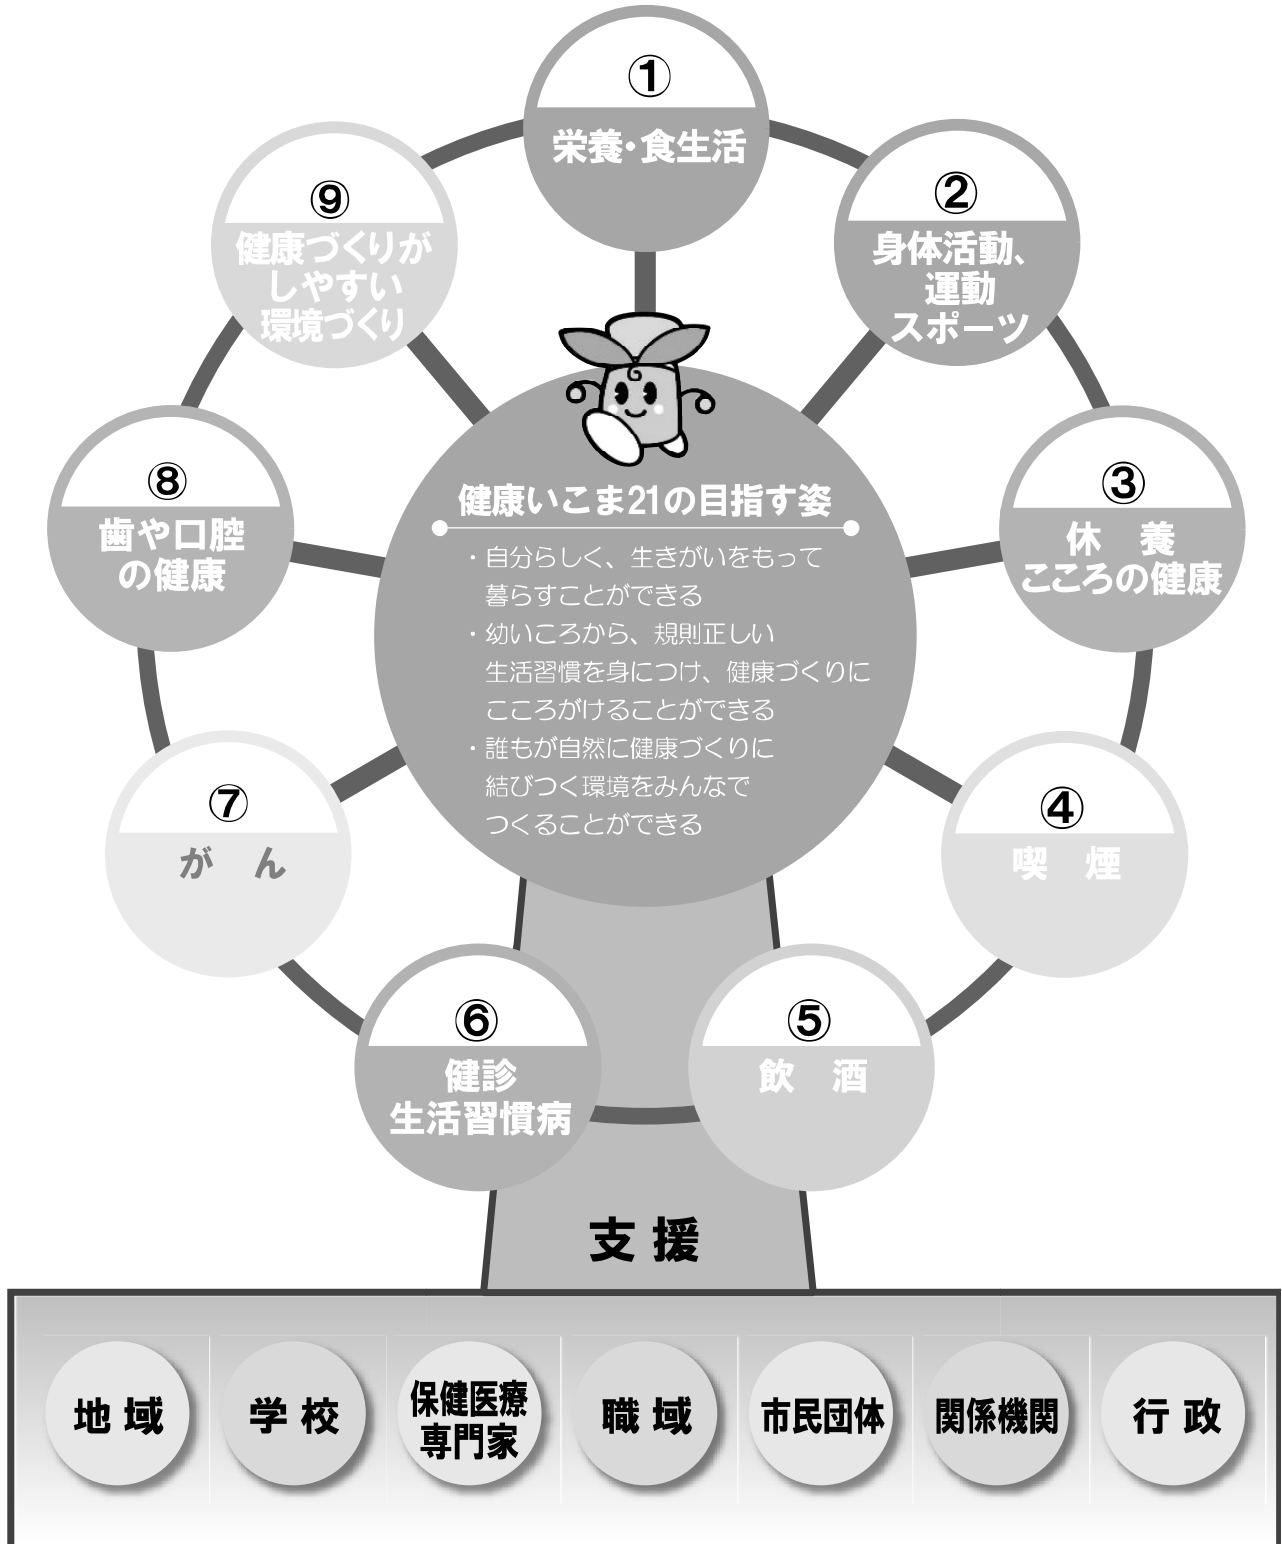 ①
栄養・食生活
②
身体活動、
運動
スポーツ
③
休　養
こころの健康
④
喫　煙
⑤
飲　酒
⑥
健診
生活習慣病
⑦
が　ん
⑧
歯や口腔
の健康
⑨
健康づくりが
しやすい
環境づくり
健康いこま21の目指す姿
・自分らしく、生きがいをもって
暮らすことができる
・幼いころから、規則正しい
生活習慣を身につけ、健康づくりに
こころがけることができる
・誰もが自然に健康づくりに
結びつく環境をみんなで
つくることができる
支 援
地 域
学 校
保健医療
専門家
職 域
市民団体
関係機関
行 政